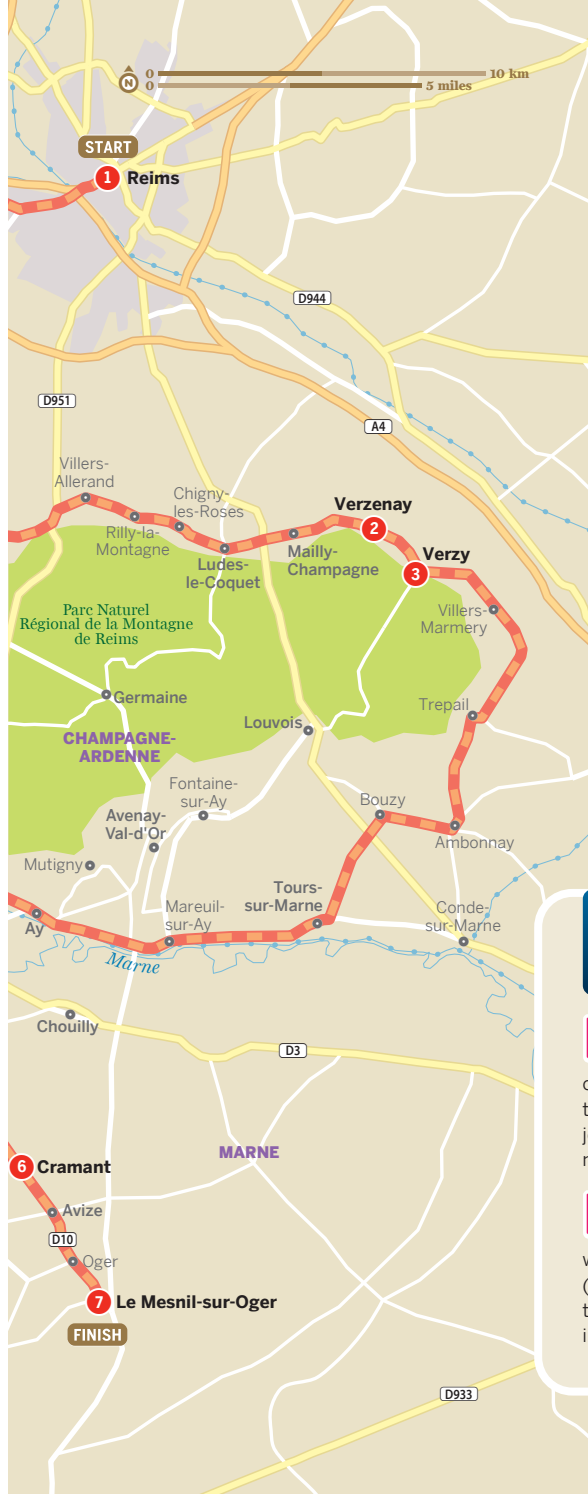 N
0
10 km
0
5 miles
START
1 Reims
D944
D951
A4
Villers-
Allerand
Chigny-
les-Roses
Rilly-la-
Montagne
Ludes-
le-Coquet
Mailly-
Champagne
Verzenay
2
Verzy
3
Villers-
Marmery
Parc Naturel
Régional de la Montagne
de Reims
Germaine
CHAMPAGNE-
ARDENNE
Louvois
Trepail
Fontaine-
sur-Ay
Avenay-
Val-d'Or
Bouzy
Ambonnay
Mutigny
Tours-
sur-Marne
Mareuil-
sur-Ay
Conde-
sur-Marne
Ay
Marne
Chouilly
D3
MARNE
6 Cramant
Avize
D10
Oger
7 Le Mesnil-sur-Oger
FINISH
D933